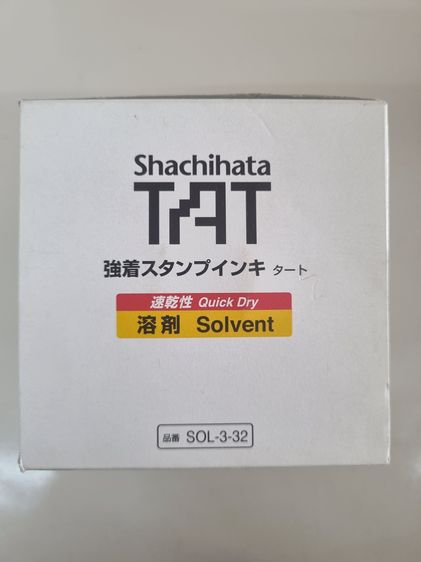 Shachihata
TAT
強着スタンプインキ タート
速乾性 Quick Dry
溶剤 Solvent
品番 SOL-3-32